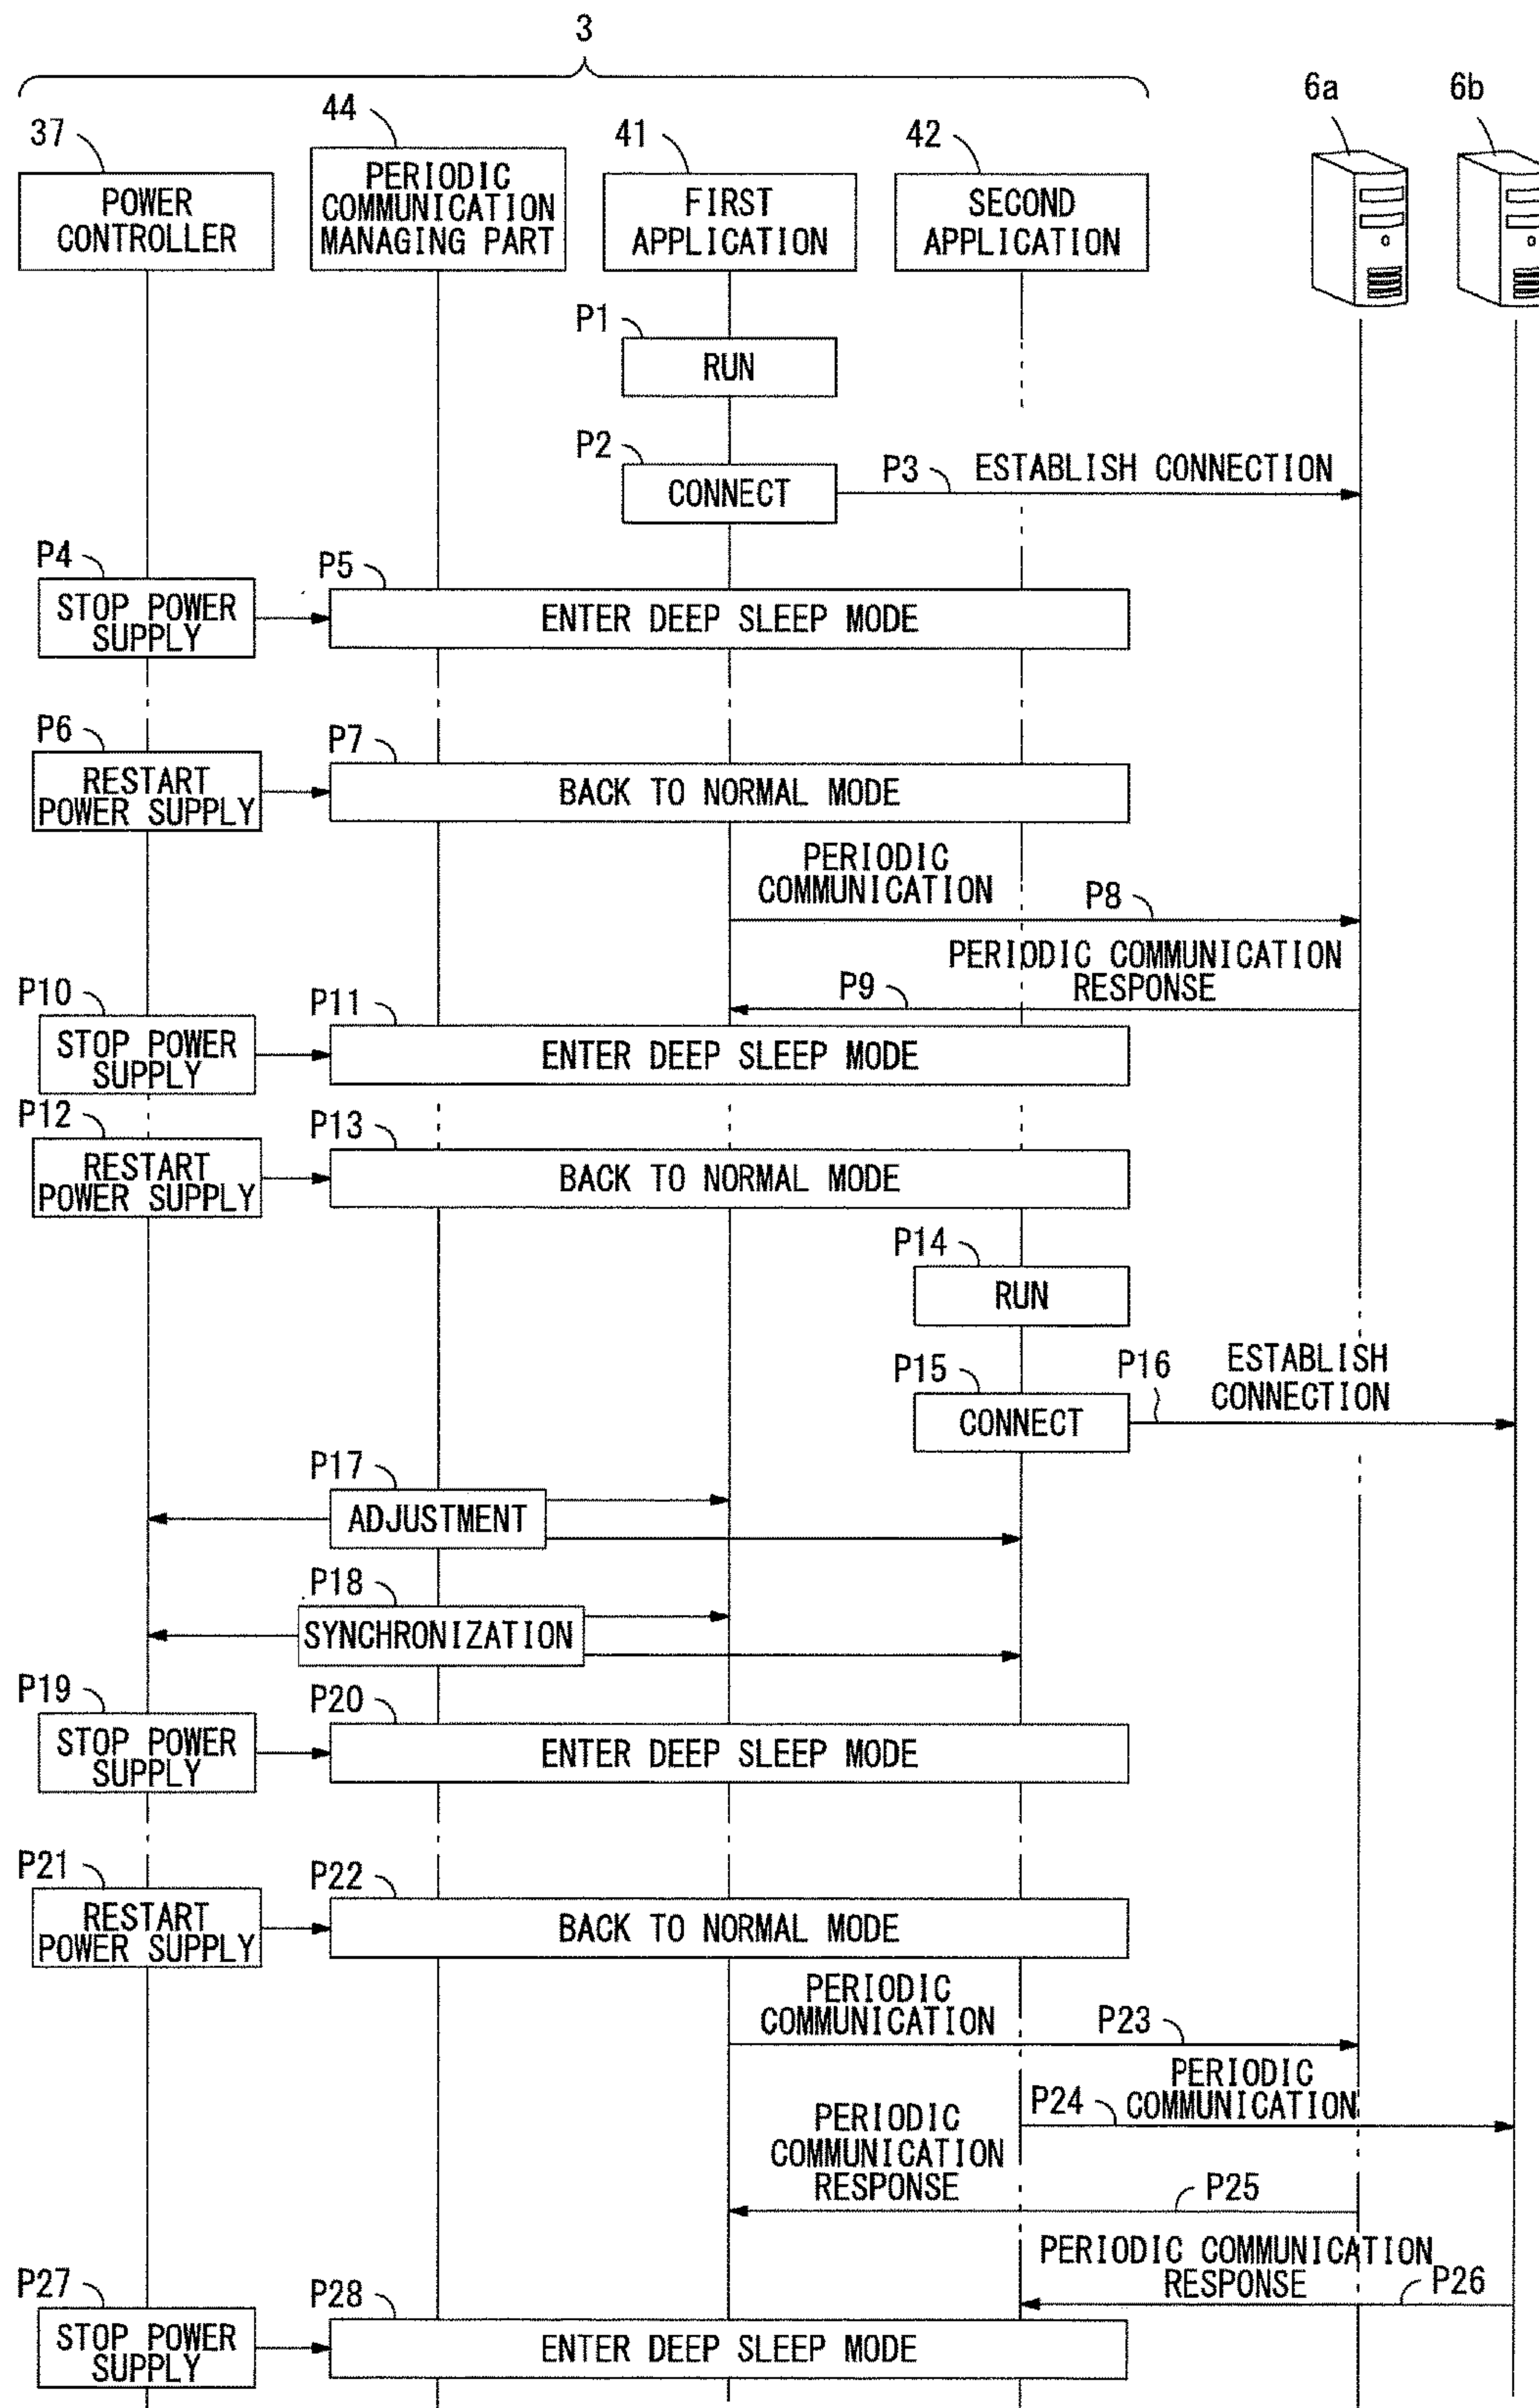 3
37
44
41
42
6a
6b
POWER
CONTROLLER
PERIODIC
COMMUNICATION
MANAGING PART
FIRST
APPLICATION
SECOND
APPLICATION
P1
RUN
P2
CONNECT
P3
ESTABLISH CONNECTION
P4
STOP POWER
SUPPLY
P5
ENTER DEEP SLEEP MODE
P6
RESTART
POWER SUPPLY
P7
BACK TO NORMAL MODE
PERIODIC
COMMUNICATION
P8
PERIODIC COMMUNICATION
RESPONSE
P9
P10
STOP POWER
SUPPLY
P11
ENTER DEEP SLEEP MODE
P12
RESTART
POWER SUPPLY
P13
BACK TO NORMAL MODE
P14
RUN
P15
CONNECT
P16
ESTABLISH
CONNECTION
P17
ADJUSTMENT
P18
SYNCHRONIZATION
P19
STOP POWER
SUPPLY
P20
ENTER DEEP SLEEP MODE
P21
RESTART
POWER SUPPLY
P22
BACK TO NORMAL MODE
PERIODIC
COMMUNICATION
P23
PERIODIC
COMMUNICATION
P24
PERIODIC
COMMUNICATION
RESPONSE
P25
PERIODIC COMMUNICATION
RESPONSE
P26
P27
STOP POWER
SUPPLY
P28
ENTER DEEP SLEEP MODE